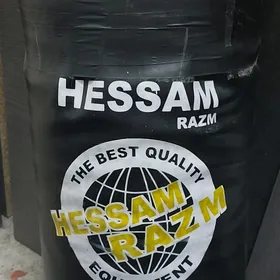 HESSAM
RAZM
THE BEST QUALITY
HESSAM
RAZM
EQUIPMENT